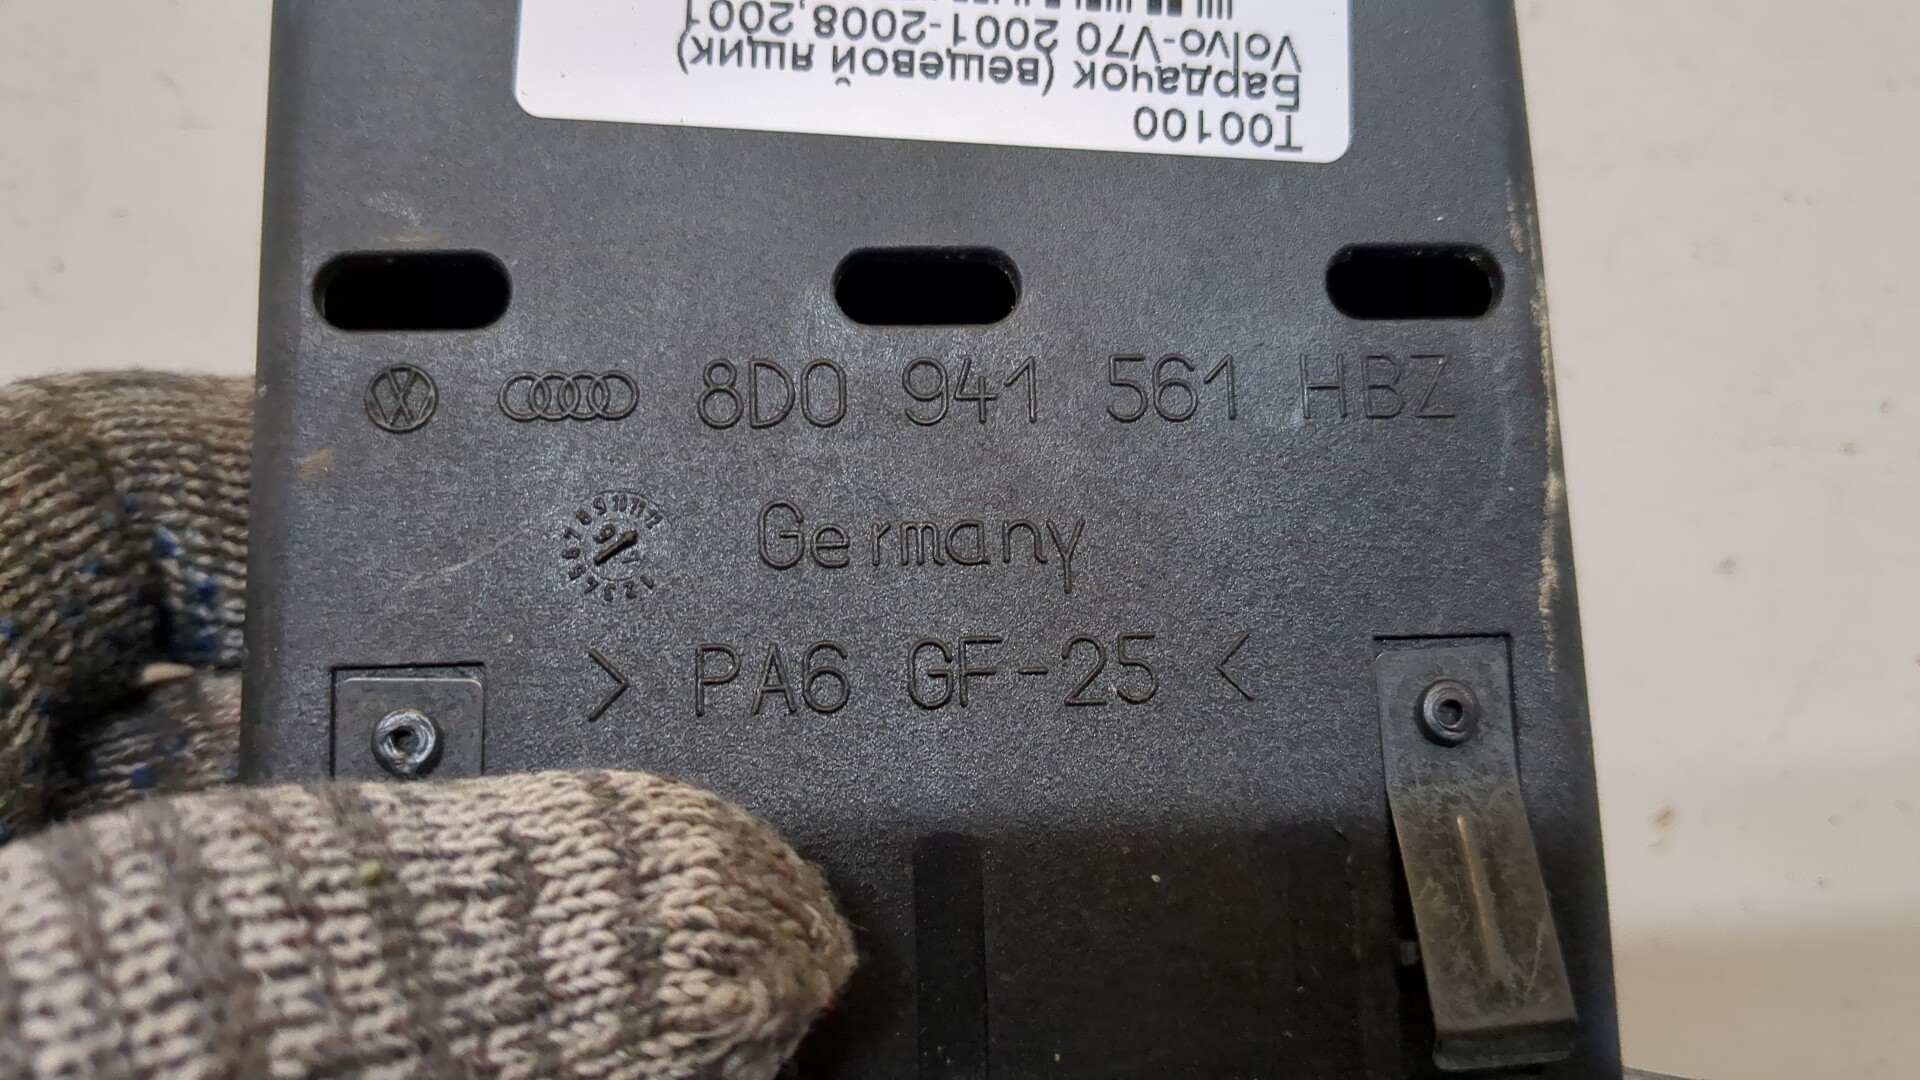 T00100
Бардачок (вещевой ящик)
Volvo-V70 2001-2008,2001
8D0 941 561 HBZ
Germany
> PA6 GF-25 <